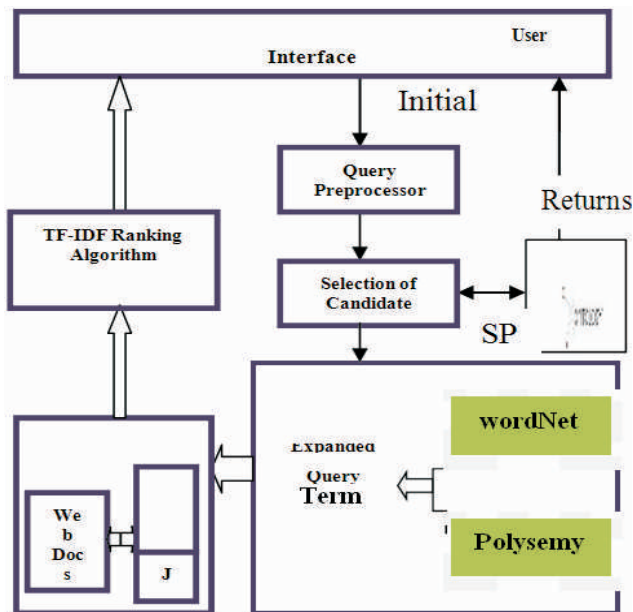 User
Interface
Initial
Query
Preprocessor
Returns
TF-IDF Ranking
Algorithm
Selection of
Candidate
SP
wordNet
Expanded
Query
Term
We
b
Doc
s
J
Polysemy